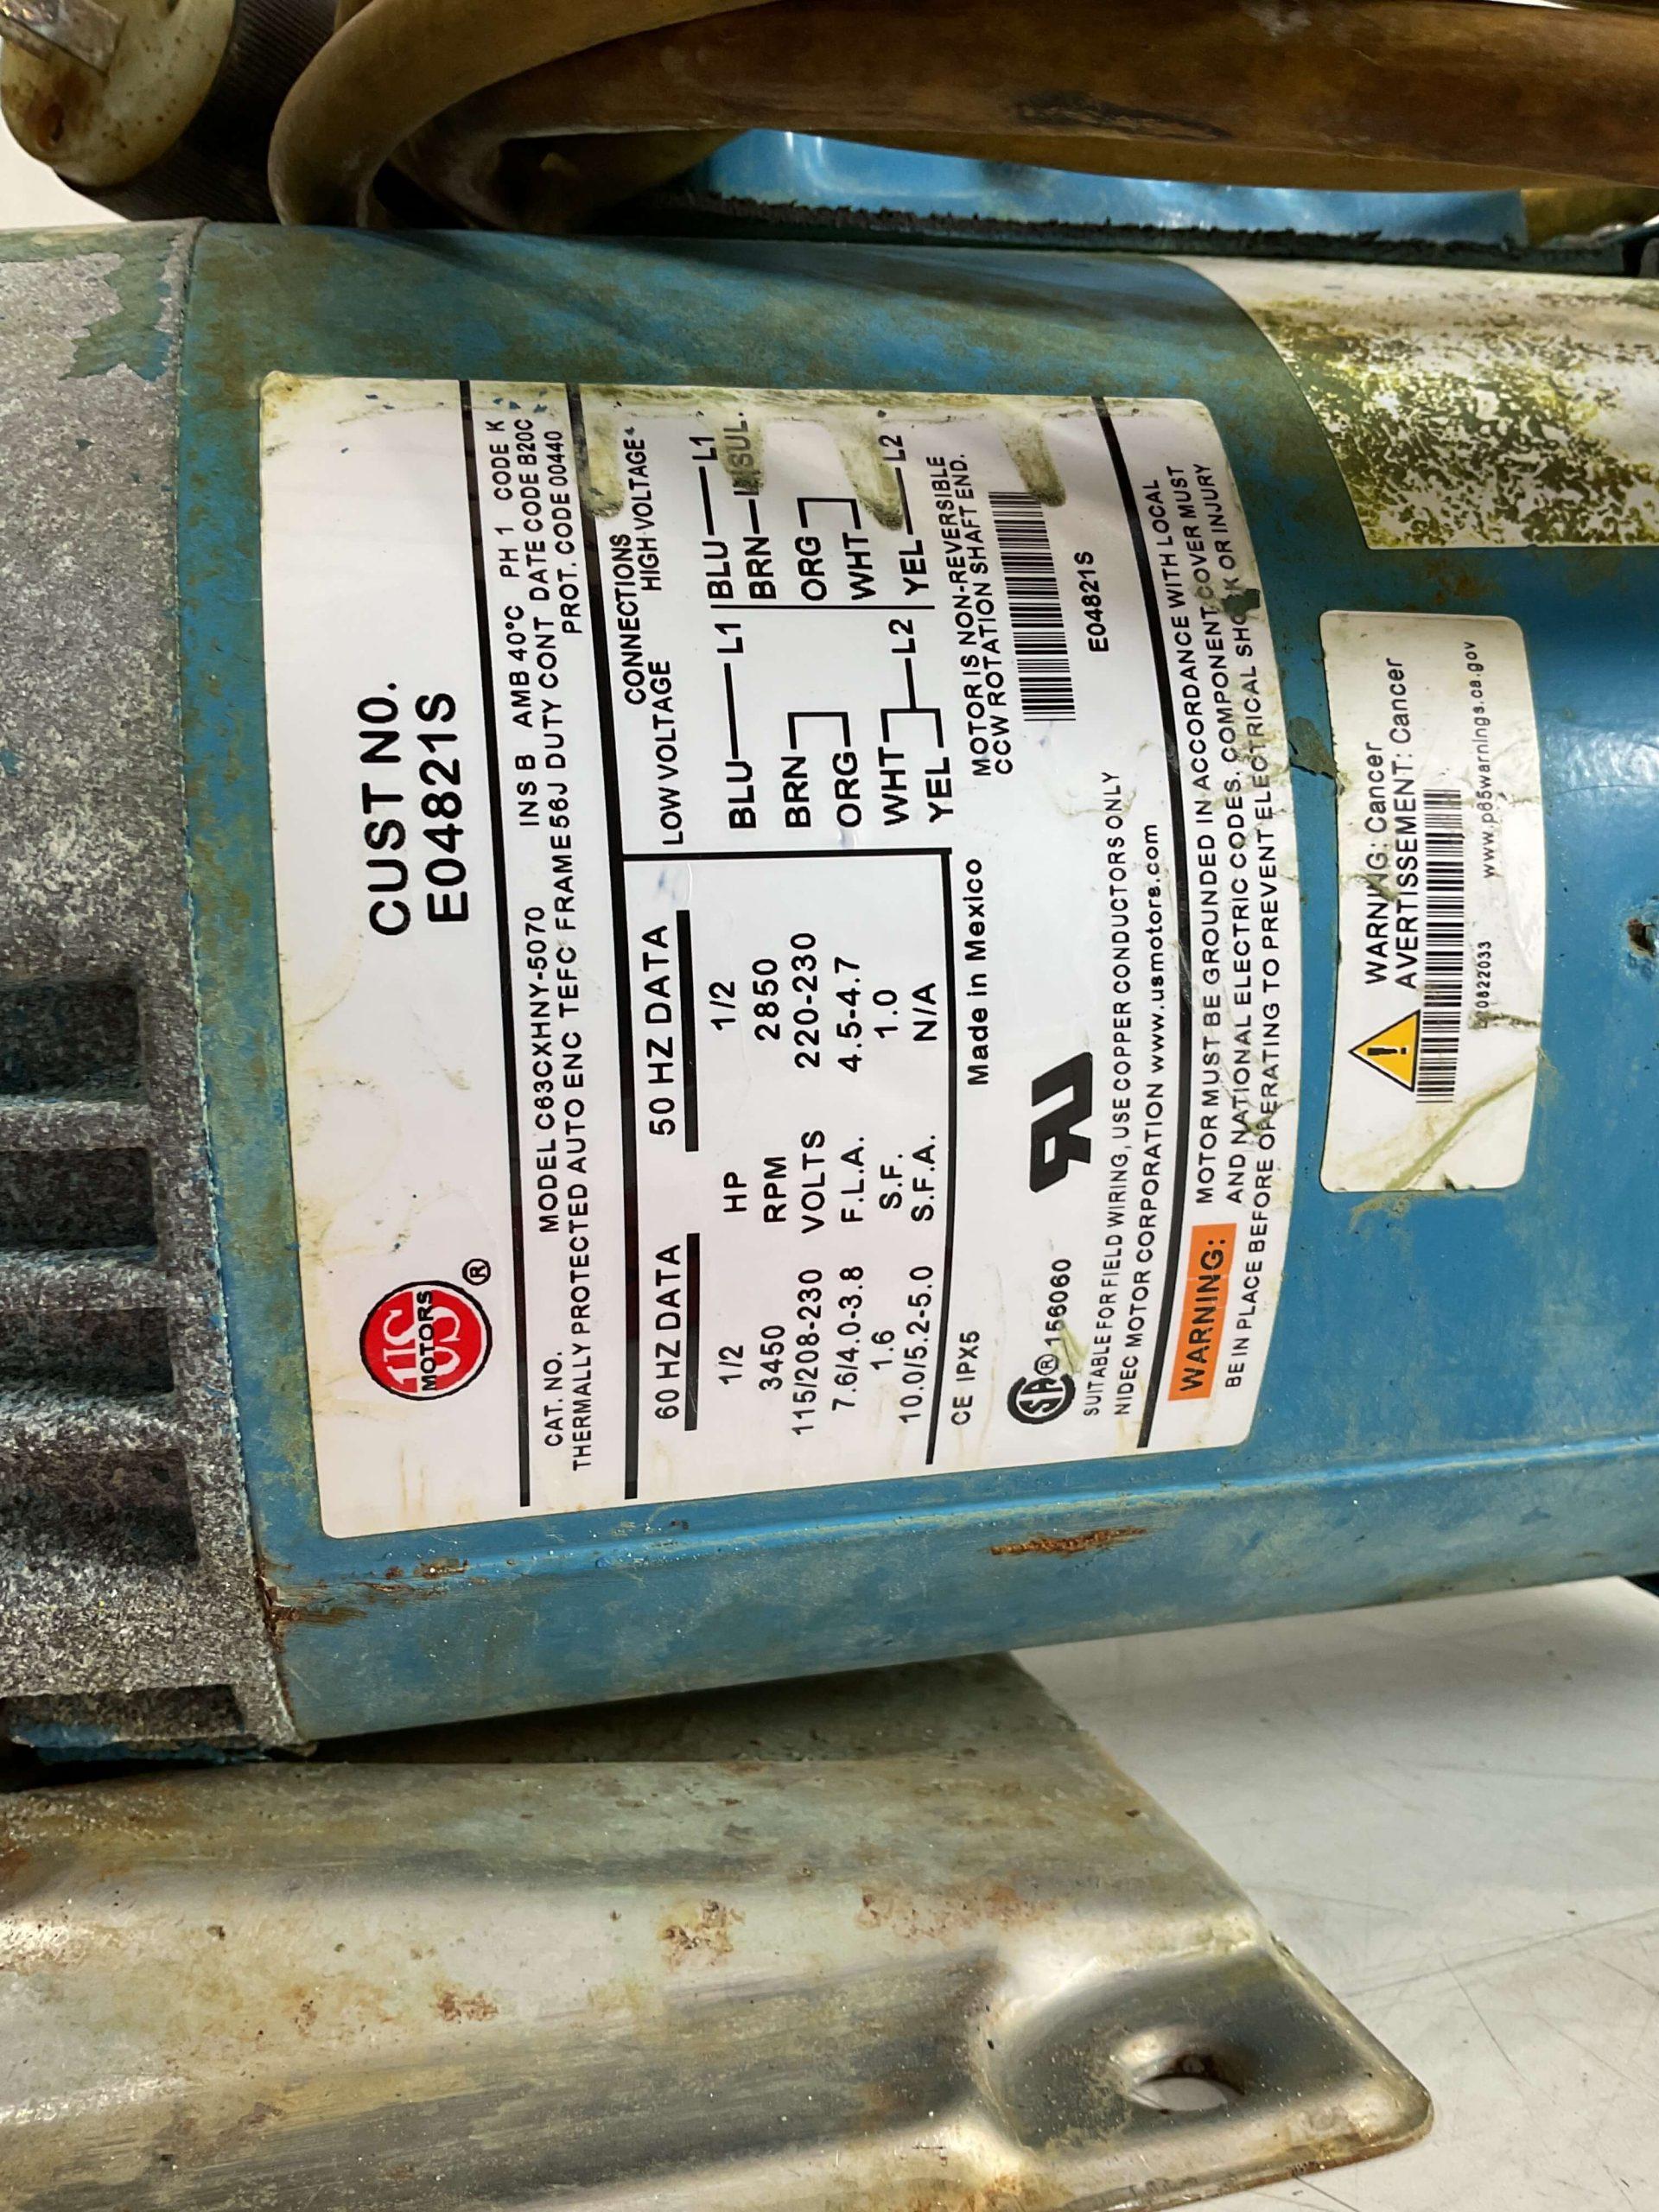 US
MOTORS
®
CUST NO.
E04821S
CAT. NO. MODEL C63CXHNY-5070 INS B AMB 40°C PH 1 CODE K
THERMALLY PROTECTED AUTO ENC TEFC FRAME 56J DUTY CONT DATE CODE B20C
PROT. CODE 00440
60 HZ DATA 50 HZ DATA
1/2 HP 1/2
3450 RPM 2850
115/208-230 VOLTS 220-230
7.6/4.0-3.8 F.L.A. 4.5-4.7
1.6 S.F. 1.0
10.0/5.2-5.0 S.F.A. N/A
CONNECTIONS
LOW VOLTAGE HIGH VOLTAGE
BLU L1 BLU L1
BRN BRN INSUL.
ORG ORG
WHT L2 WHT
YEL YEL L2
CE IPX5 Made in Mexico
MOTOR IS NON-REVERSIBLE
CCW ROTATION SHAFT END.
SA® 156060
E04821S
SUITABLE FOR FIELD WIRING, USE COPPER CONDUCTORS ONLY
NIDEC MOTOR CORPORATION www.usmotors.com
WARNING: MOTOR MUST BE GROUNDED IN ACCORDANCE WITH LOCAL
AND NATIONAL ELECTRIC CODES. COMPONENT COVER MUST
BE IN PLACE BEFORE OPERATING TO PREVENT ELECTRICAL SHOCK OR INJURY
WARNING: Cancer
AVERTISSEMENT: Cancer
www.p65warnings.ca.gov